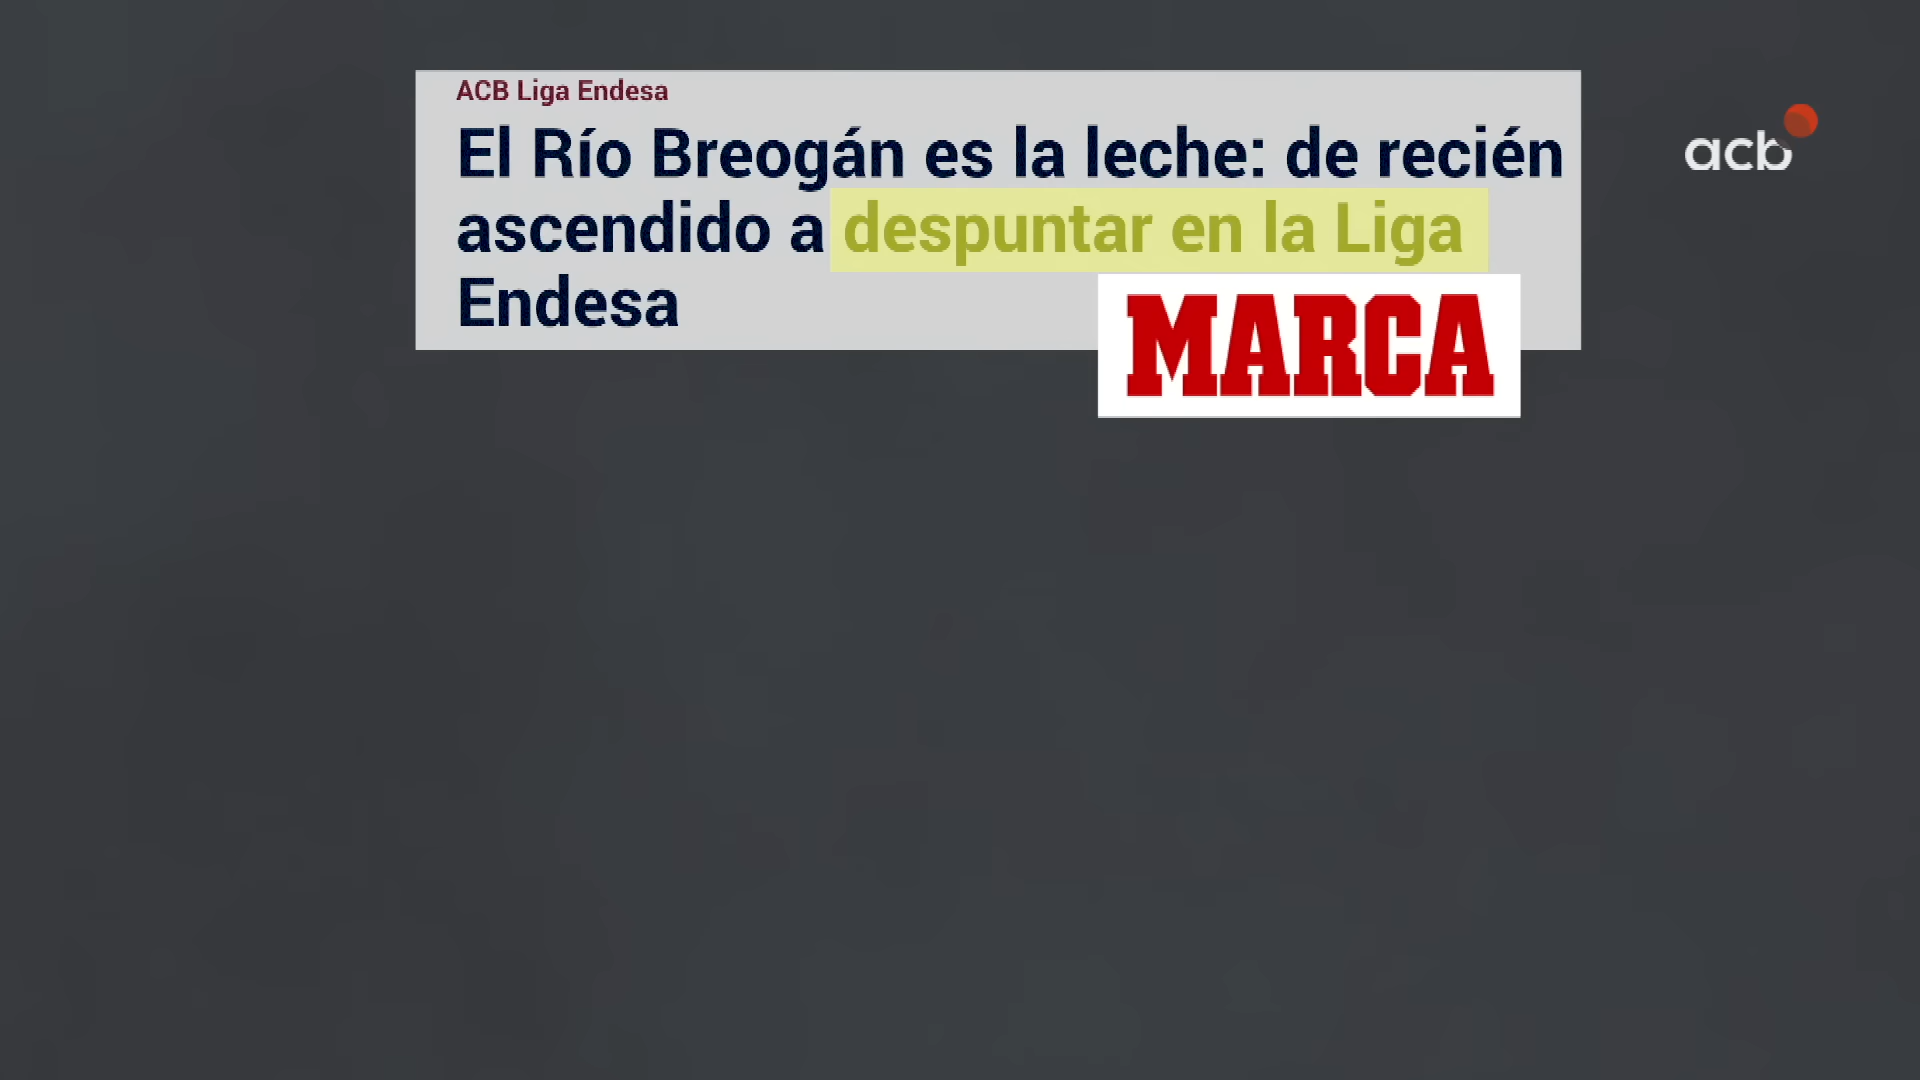 ACB Liga Endesa
El Río Breogán es la leche: de recién
ascendido a despuntar en la Liga
Endesa
MARCA
acb